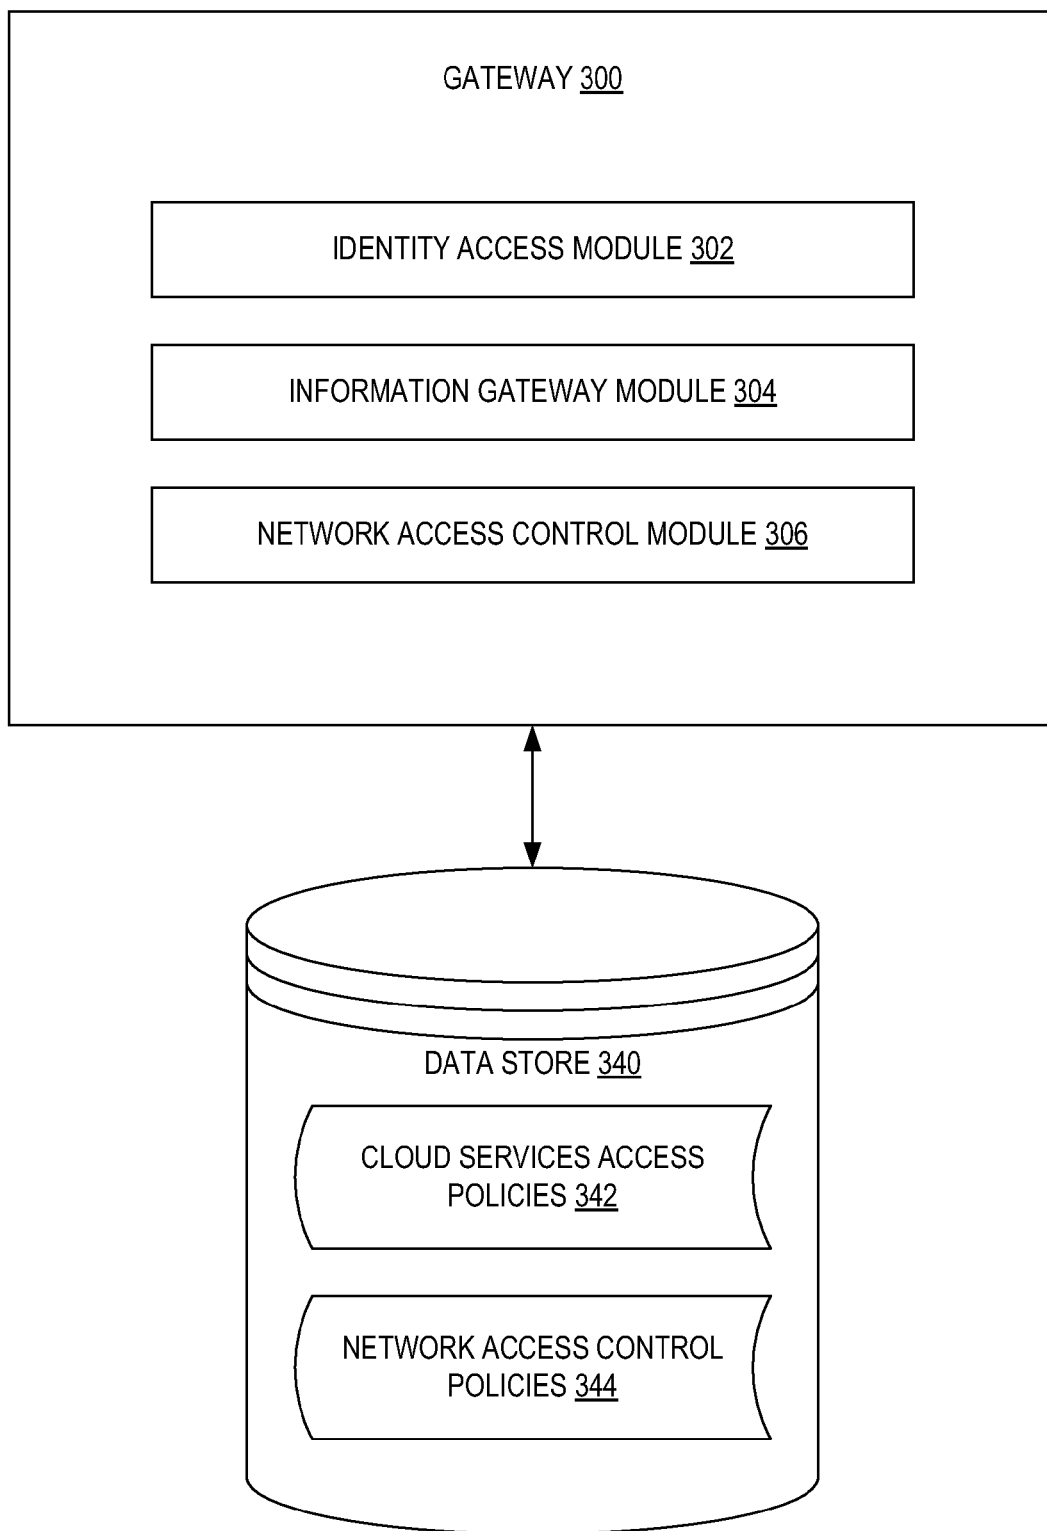 GATEWAY 300
IDENTITY ACCESS MODULE 302
INFORMATION GATEWAY MODULE 304
NETWORK ACCESS CONTROL MODULE 306
DATA STORE 340
CLOUD SERVICES ACCESS
POLICIES 342
NETWORK ACCESS CONTROL
POLICIES 344